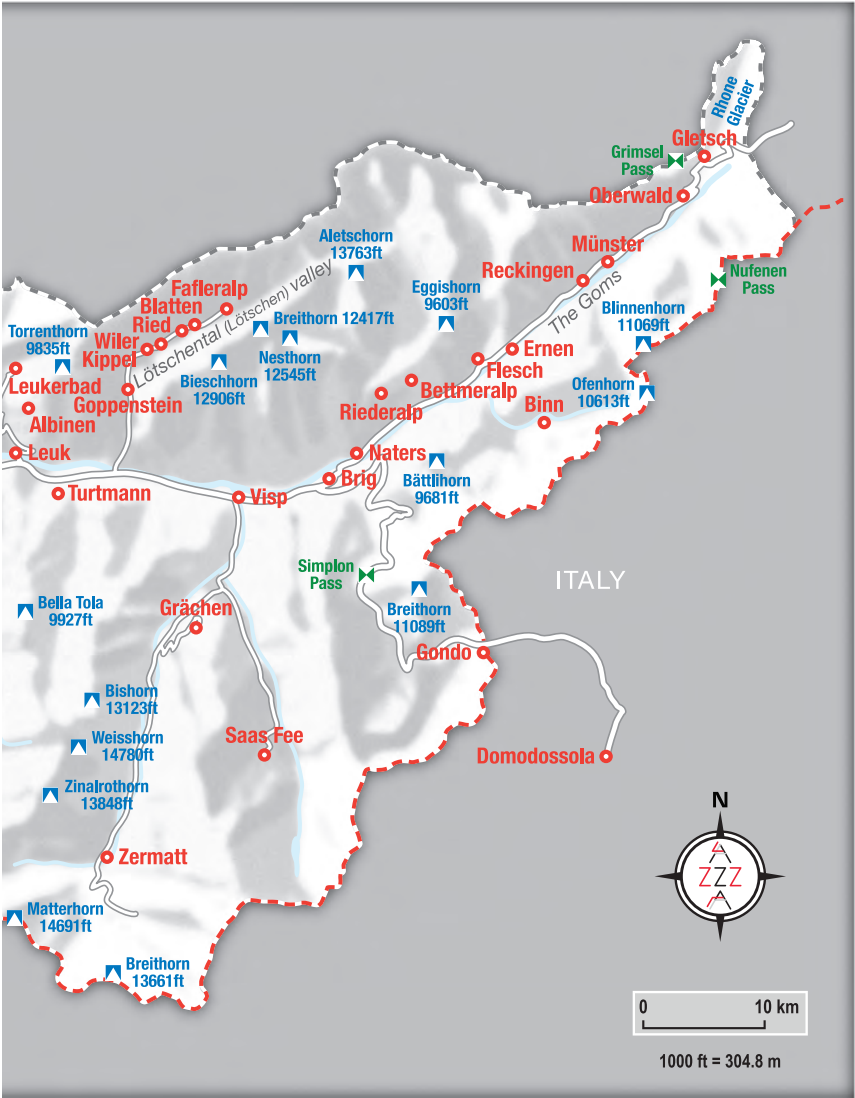 Rhone
Glacier
Gletsch
Grimsel
Pass
Oberwald
Münster
Reckingen
Nufenen
Pass
The Goms
Aletschorn
13763ft
Eggishorn
9603ft
Blinnenhorn
11069ft
Fafleralp
Blatten
Ried
Wiler
Kippel
Lötschental (Lötschen) valley
Breithorn 12417ft
Nesthorn
12545ft
Bieschhorn
12906ft
Torrenthorn
9835ft
Leukerbad
Goppenstein
Albinen
Leuk
Ernen
Flesch
Bettmeralp
Riederalp
Binn
Ofenhorn
10613ft
Naters
Brig
Bättlihorn
9681ft
Turtmann
Visp
Simplon
Pass
ITALY
Breithorn
11089ft
Bella Tola
9927ft
Grächen
Gondo
Bishorn
13123ft
Weisshorn
14780ft
Saas Fee
Domodossola
Zinalrothorn
13848ft
Zermatt
Matterhorn
14691ft
Breithorn
13661ft
N
A
ZZZ
A
0 10 km
1000 ft = 304.8 m